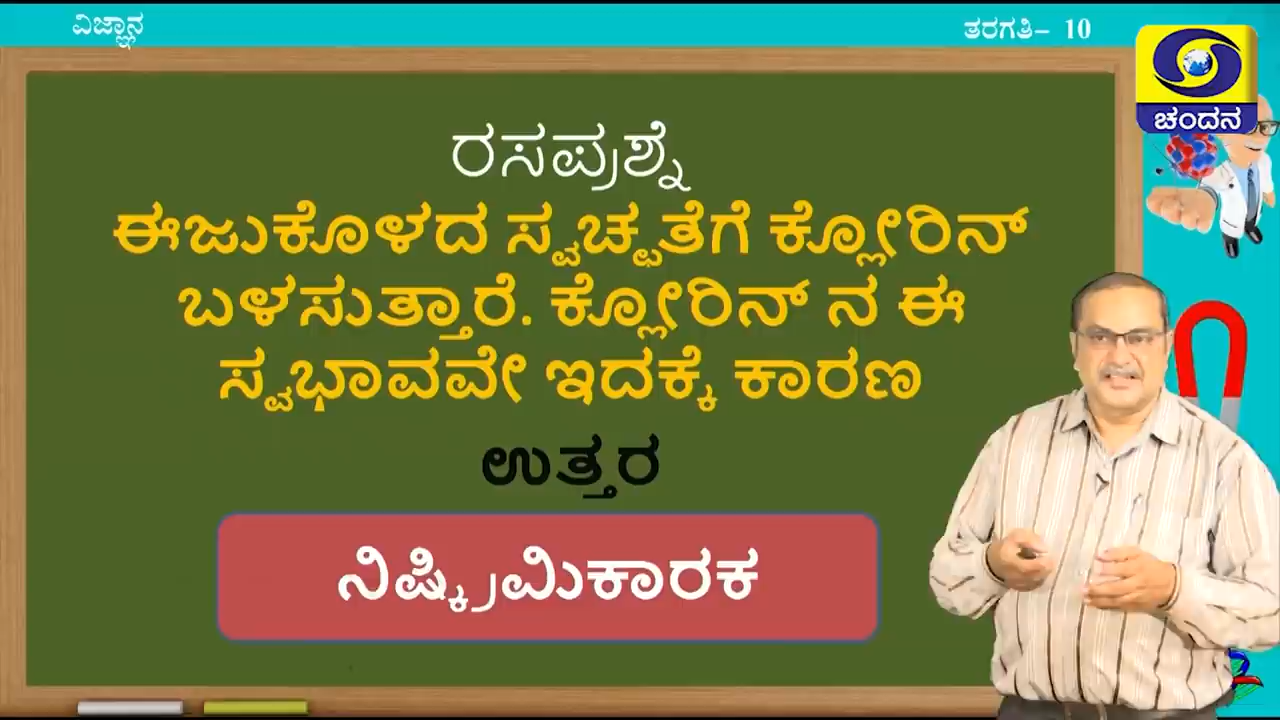 ವಿಜ್ಞಾನ
ತರಗತಿ– 10
ಚಂದನ
ರಸಪ್ರಶ್ನೆ
ಈಜುಕೊಳದ ಸ್ವಚ್ಛತೆಗೆ ಕ್ಲೋರಿನ್
ಬಳಸುತ್ತಾರೆ. ಕ್ಲೋರಿನ್ ನ ಈ
ಸ್ವಭಾವವೇ ಇದಕ್ಕೆ ಕಾರಣ
ಉತ್ತರ
ನಿಷ್ಕ್ರಿಮಿಕಾರಕ